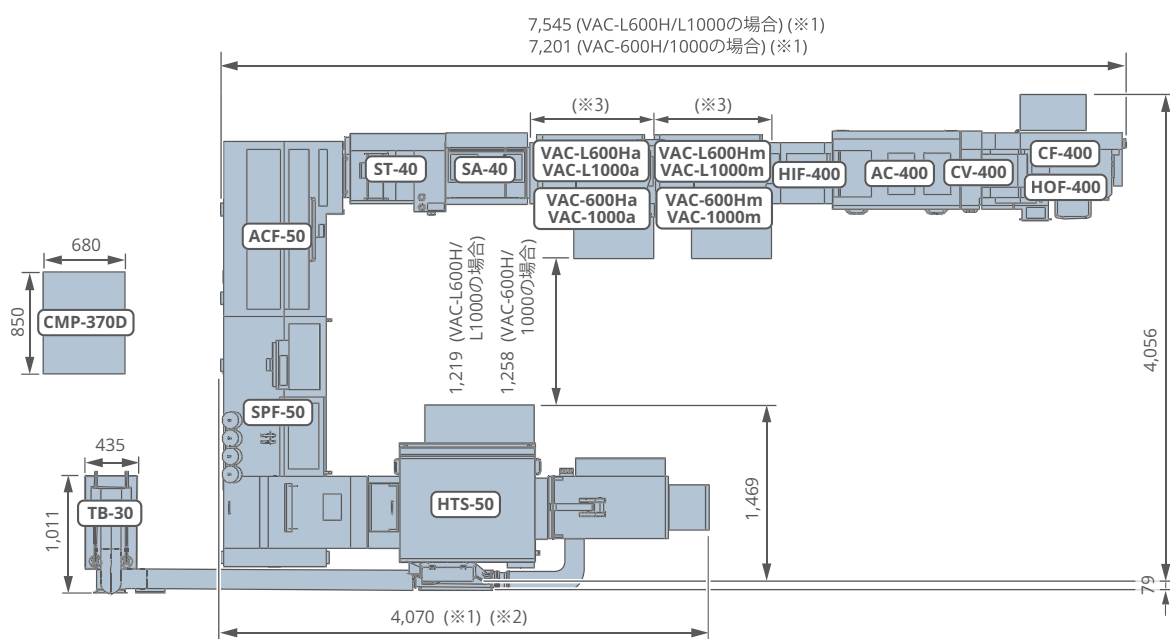 7,545 (VAC-L600H/L1000の場合) (※1)
7,201 (VAC-600H/1000の場合) (※1)
(※3)
(※3)
ST-40
SA-40
VAC-L600Ha
VAC-L1000a
VAC-600Ha
VAC-1000a
VAC-L600Hm
VAC-L1000m
VAC-600Hm
VAC-1000m
HIF-400
AC-400
CV-400
CF-400
HOF-400
ACF-50
680
850
CMP-370D
1,219 (VAC-L600H/
L1000の場合)
1,258 (VAC-600H/
1000の場合)
4,056
SPF-50
435
TB-30
1,011
HTS-50
1,469
79
4,070 (※1) (※2)